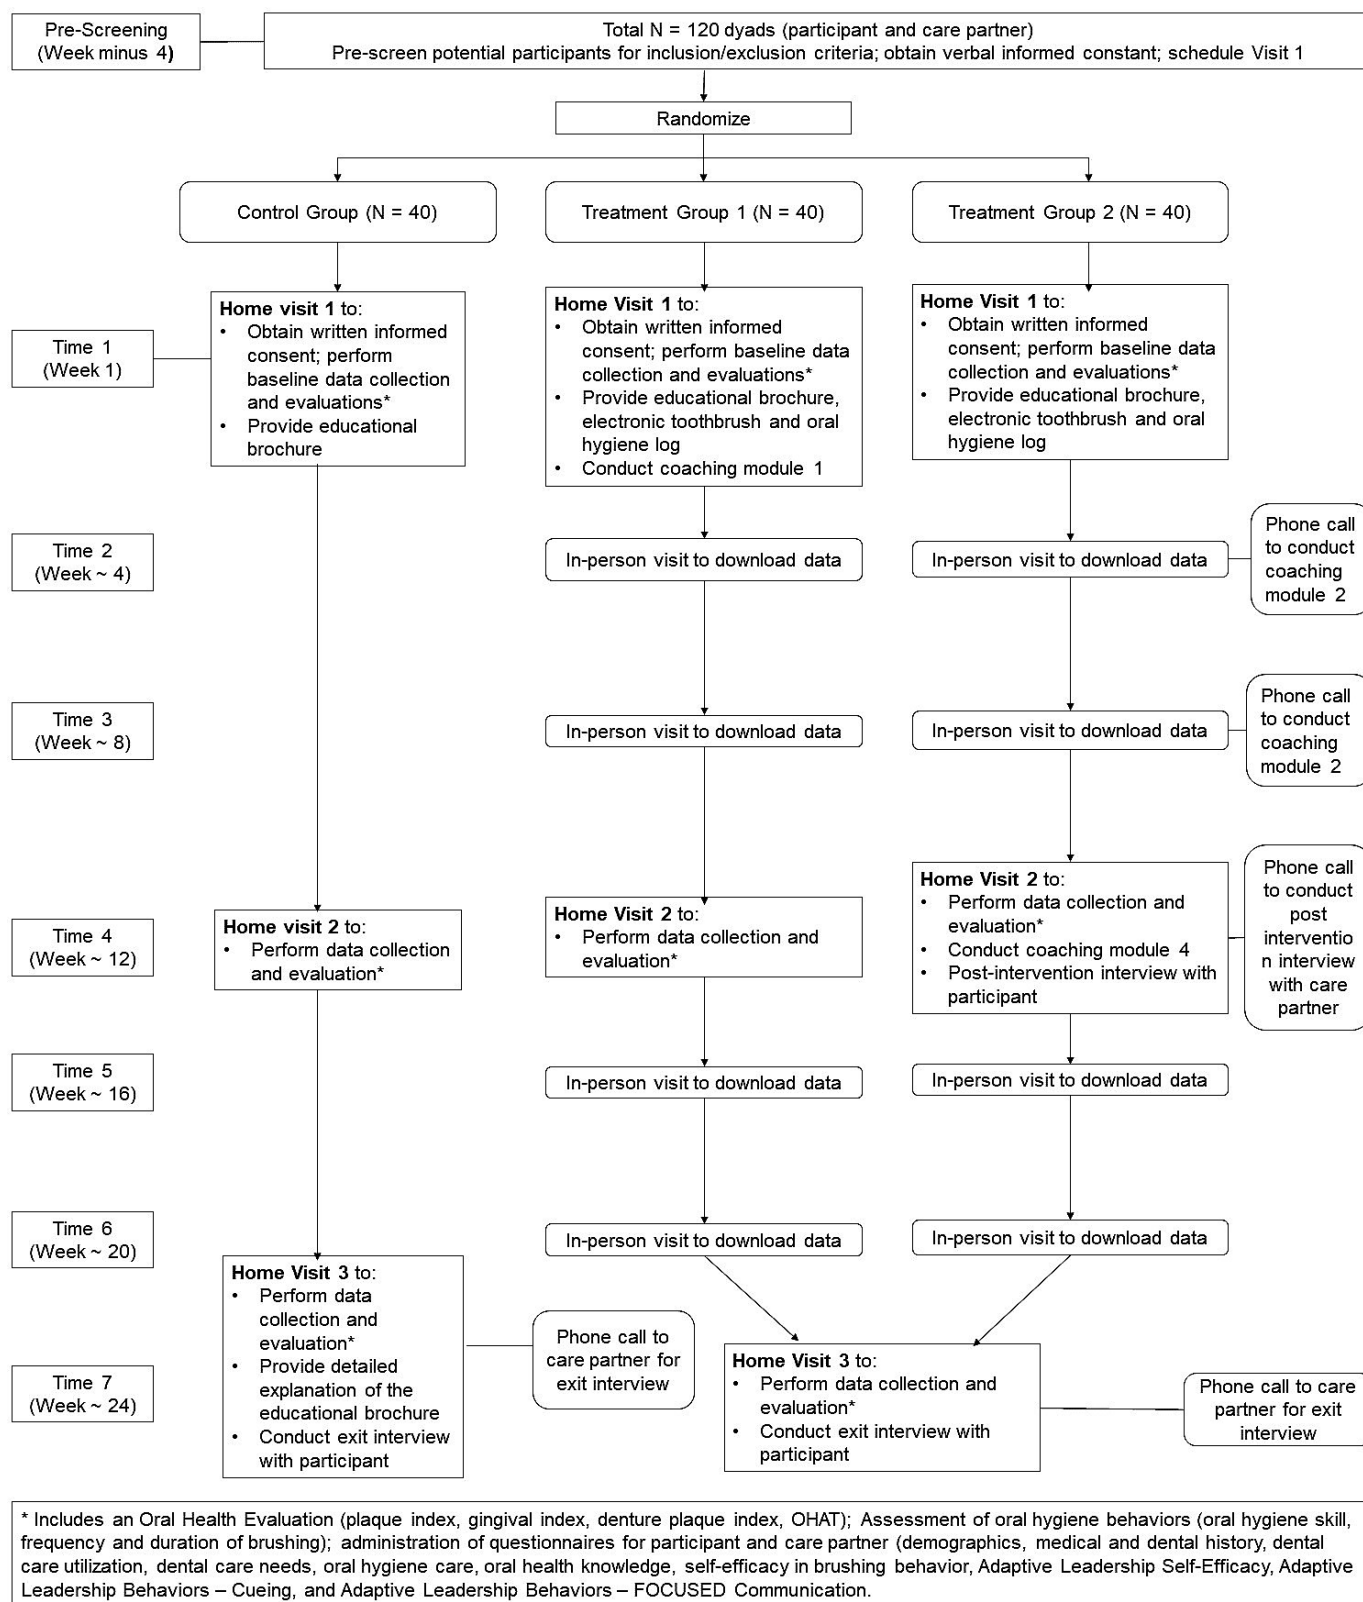 Pre-Screening
(Week minus 4)
Total N = 120 dyads (participant and care partner)
Pre-screen potential participants for inclusion/exclusion criteria; obtain verbal informed constant; schedule Visit 1
Randomize
Control Group (N = 40)
Treatment Group 1 (N = 40)
Treatment Group 2 (N = 40)
Time 1
(Week 1)
Home visit 1 to:
• Obtain written informed
consent; perform
baseline data collection
and evaluations*
• Provide educational
brochure
Home Visit 1 to:
• Obtain written informed
consent; perform baseline data
collection and evaluations*
• Provide educational brochure,
electronic toothbrush and oral
hygiene log
• Conduct coaching module 1
Home Visit 1 to:
• Obtain written informed
consent; perform baseline data
collection and evaluations*
• Provide educational brochure,
electronic toothbrush and oral
hygiene log
Time 2
(Week ~ 4)
In-person visit to download data
In-person visit to download data
Phone call
to conduct
coaching
module 2
Time 3
(Week ~ 8)
In-person visit to download data
In-person visit to download data
Phone call
to conduct
coaching
module 2
Time 4
(Week ~ 12)
Home visit 2 to:
• Perform data collection
and evaluation*
Home Visit 2 to:
• Perform data collection and
evaluation*
Home Visit 2 to:
• Perform data collection and
evaluation*
• Conduct coaching module 4
• Post-intervention interview with
participant
Phone call
to conduct
post
interventio
n interview
with care
partner
Time 5
(Week ~ 16)
In-person visit to download data
In-person visit to download data
Time 6
(Week ~ 20)
In-person visit to download data
In-person visit to download data
Time 7
(Week ~ 24)
Home Visit 3 to:
• Perform data
collection and
evaluation*
• Provide detailed
explanation of the
educational brochure
• Conduct exit interview
with participant
Phone call to
care partner for
exit interview
Home Visit 3 to:
• Perform data collection and
evaluation*
• Conduct exit interview with
participant
Phone call to care
partner for exit
interview
* Includes an Oral Health Evaluation (plaque index, gingival index, denture plaque index, OHAT); Assessment of oral hygiene behaviors (oral hygiene skill,
frequency and duration of brushing); administration of questionnaires for participant and care partner (demographics, medical and dental history, dental
care utilization, dental care needs, oral hygiene care, oral health knowledge, self-efficacy in brushing behavior, Adaptive Leadership Self-Efficacy, Adaptive
Leadership Behaviors – Cueing, and Adaptive Leadership Behaviors – FOCUSED Communication.